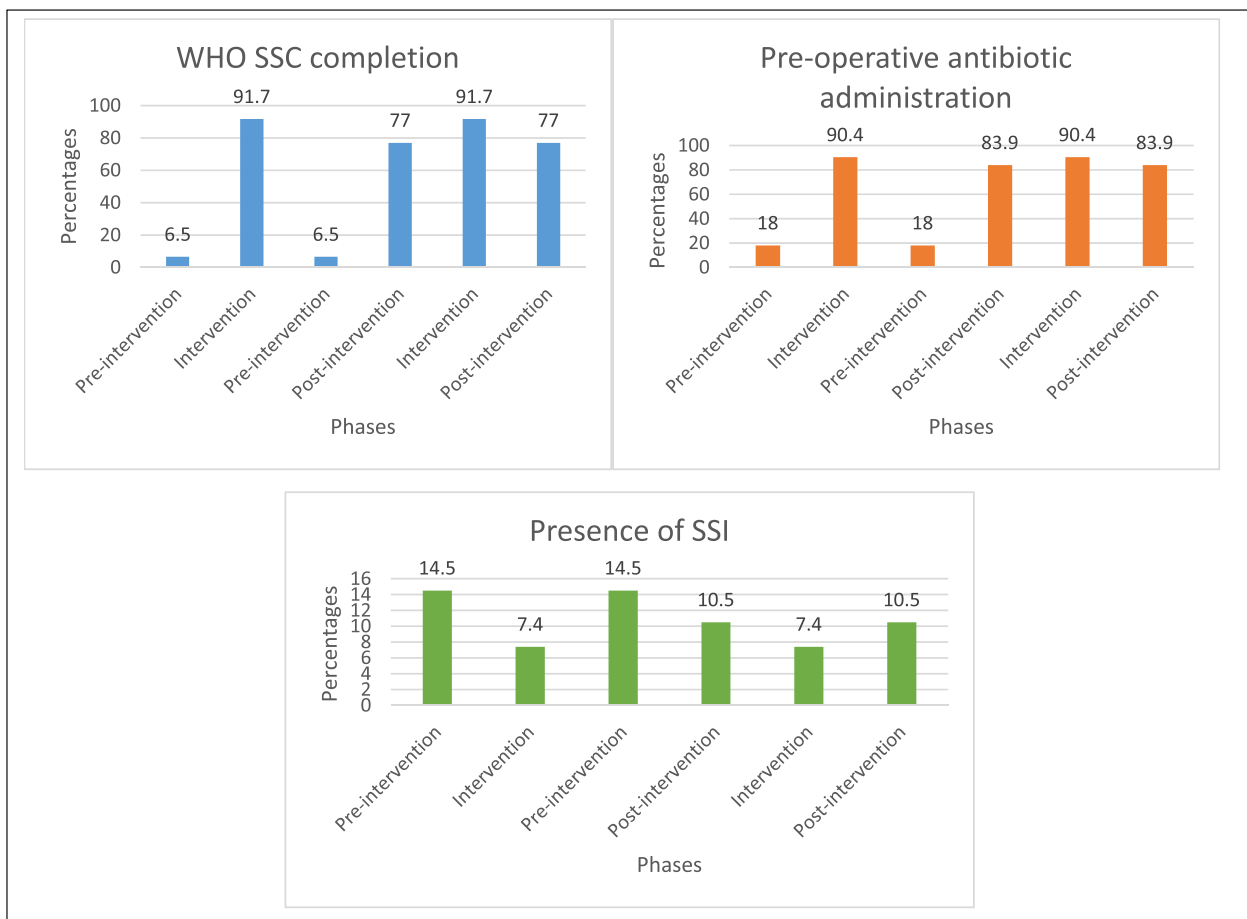 WHO SSC completion
Percentages
100
80
60
40
20
0
6.5
91.7
6.5
77
91.7
77
Pre-intervention
Intervention
Pre-intervention
Post-intervention
Intervention
Post-intervention
Phases
Pre-operative antibiotic
administration
Percentages
100
80
60
40
20
0
18
90.4
18
83.9
90.4
83.9
Pre-intervention
Intervention
Pre-intervention
Post-intervention
Intervention
Post-intervention
Phases
Presence of SSI
Percentages
16
14
12
10
8
6
4
2
0
14.5
7.4
14.5
10.5
7.4
10.5
Pre-intervention
Intervention
Pre-intervention
Post-intervention
Intervention
Post-intervention
Phases